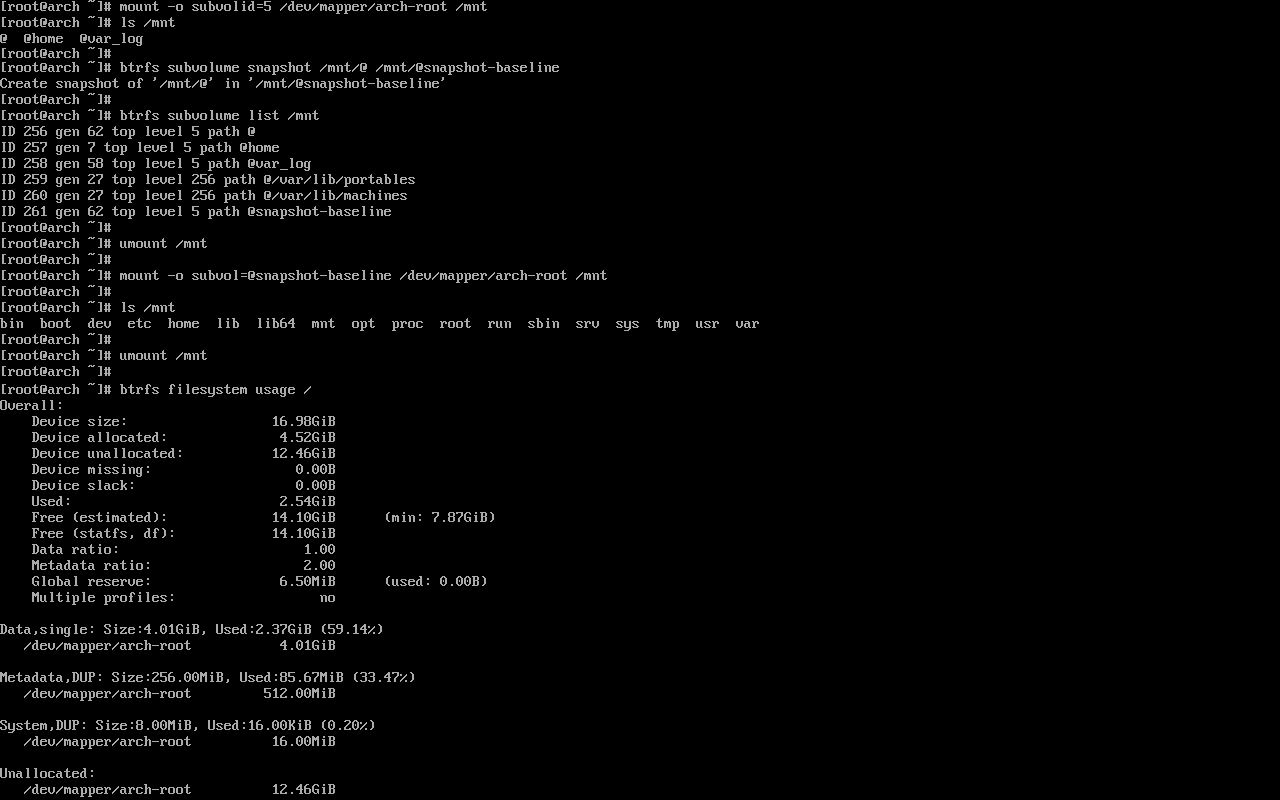 [root@arch ~]# mount -o subvolid=5 /dev/mapper/arch-root /mnt
[root@arch ~]# ls /mnt
@  @home  @var_log
[root@arch ~]#
[root@arch ~]# btrfs subvolume snapshot /mnt/@ /mnt/@snapshot-baseline
Create snapshot of '/mnt/@' in '/mnt/@snapshot-baseline'
[root@arch ~]#
[root@arch ~]# btrfs subvolume list /mnt
ID 256 gen 62 top level 5 path @
ID 257 gen 7 top level 5 path @home
ID 258 gen 58 top level 5 path @var_log
ID 259 gen 27 top level 256 path @/var/lib/portables
ID 260 gen 27 top level 256 path @/var/lib/machines
ID 261 gen 62 top level 5 path @snapshot-baseline
[root@arch ~]#
[root@arch ~]# umount /mnt
[root@arch ~]#
[root@arch ~]# mount -o subvol=@snapshot-baseline /dev/mapper/arch-root /mnt
[root@arch ~]#
[root@arch ~]# ls /mnt
bin  boot  dev  etc  home  lib  lib64  mnt  opt  proc  root  run  sbin  srv  sys  tmp  usr  var
[root@arch ~]#
[root@arch ~]# umount /mnt
[root@arch ~]#
[root@arch ~]# btrfs filesystem usage /
Overall:
    Device size:                  16.98GiB
    Device allocated:              4.52GiB
    Device unallocated:           12.46GiB
    Device missing:                  0.00B
    Device slack:                    0.00B
    Used:                          2.54GiB
    Free (estimated):             14.10GiB      (min: 7.87GiB)
    Free (statfs, df):            14.10GiB
    Data ratio:                       1.00
    Metadata ratio:                   2.00
    Global reserve:                6.50MiB      (used: 0.00B)
    Multiple profiles:                  no

Data,single: Size:4.01GiB, Used:2.37GiB (59.14%)
   /dev/mapper/arch-root           4.01GiB

Metadata,DUP: Size:256.00MiB, Used:85.67MiB (33.47%)
   /dev/mapper/arch-root         512.00MiB

System,DUP: Size:8.00MiB, Used:16.00KiB (0.20%)
   /dev/mapper/arch-root          16.00MiB

Unallocated:
   /dev/mapper/arch-root          12.46GiB